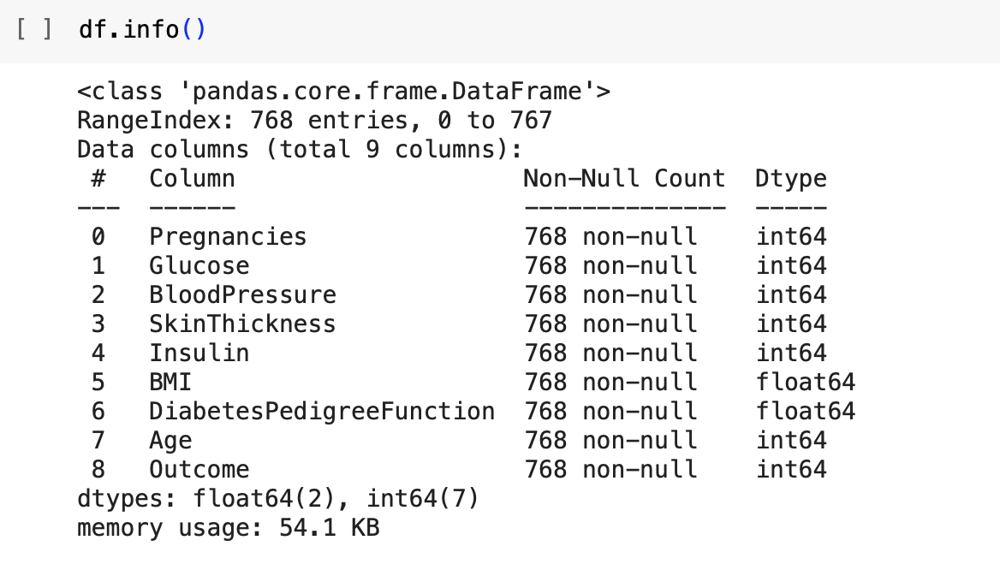 [ ] df.info()
<class 'pandas.core.frame.DataFrame'>
RangeIndex: 768 entries, 0 to 767
Data columns (total 9 columns):
 #   Column                    Non-Null Count  Dtype
---  ------                    --------------  -----
 0   Pregnancies               768 non-null    int64
 1   Glucose                   768 non-null    int64
 2   BloodPressure             768 non-null    int64
 3   SkinThickness             768 non-null    int64
 4   Insulin                   768 non-null    int64
 5   BMI                       768 non-null    float64
 6   DiabetesPedigreeFunction  768 non-null    float64
 7   Age                       768 non-null    int64
 8   Outcome                   768 non-null    int64
dtypes: float64(2), int64(7)
memory usage: 54.1 KB